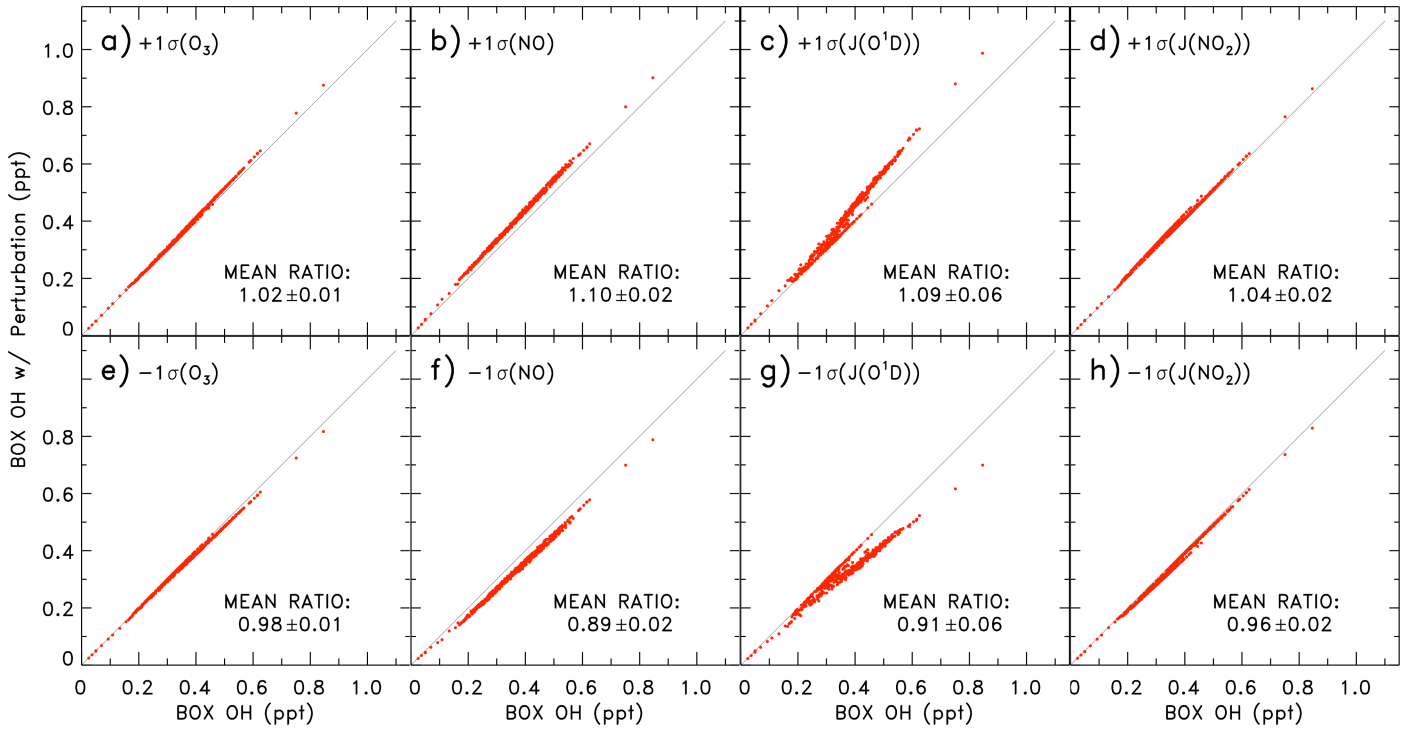 a) +1σ(O₃)
b) +1σ(NO)
c) +1σ(J(O¹D))
d) +1σ(J(NO₂))
1.0
0.8
0.6
0.4
0.2
0
MEAN RATIO:
1.02±0.01
MEAN RATIO:
1.10±0.02
MEAN RATIO:
1.09±0.06
MEAN RATIO:
1.04±0.02
BOX OH w/ Perturbation (ppt)
e) −1σ(O₃)
f) −1σ(NO)
g) −1σ(J(O¹D))
h) −1σ(J(NO₂))
0.8
0.6
0.4
0.2
0
MEAN RATIO:
0.98±0.01
MEAN RATIO:
0.89±0.02
MEAN RATIO:
0.91±0.06
MEAN RATIO:
0.96±0.02
0 0.2 0.4 0.6 0.8 1.0
0 0.2 0.4 0.6 0.8 1.0
0 0.2 0.4 0.6 0.8 1.0
0 0.2 0.4 0.6 0.8 1.0
BOX OH (ppt)
BOX OH (ppt)
BOX OH (ppt)
BOX OH (ppt)